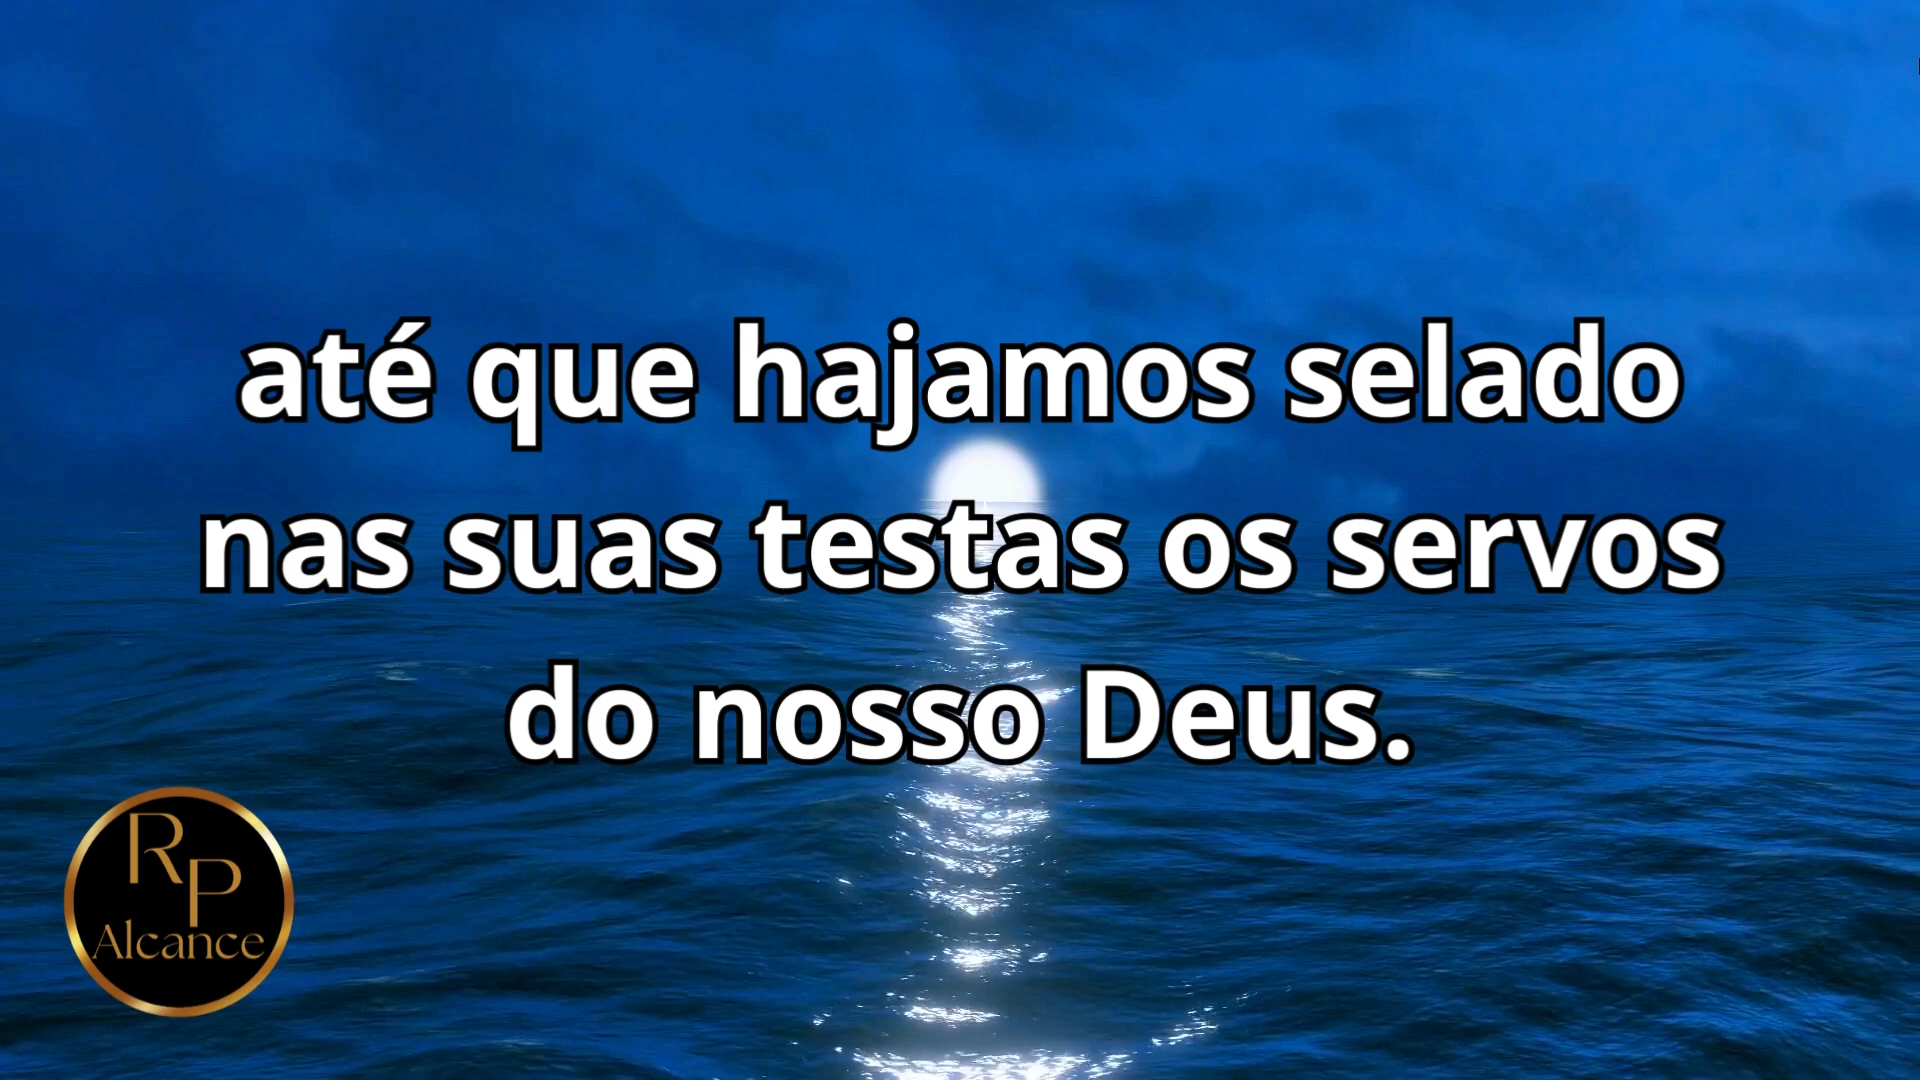 até que hajamos selado
nas suas testas os servos
do nosso Deus.
RP
Alcance